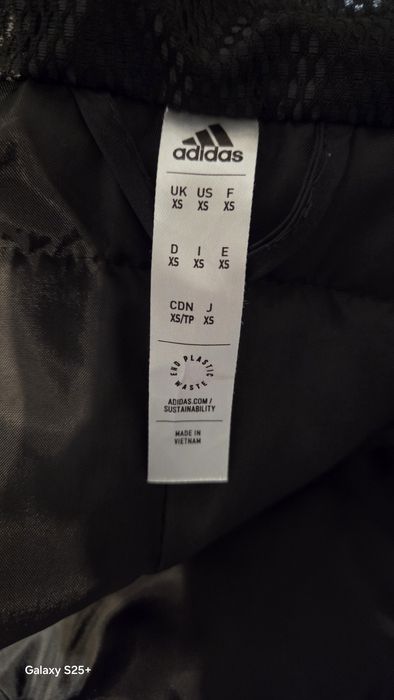 adidas
UK US F
XS XS XS
D I E
XS XS XS
CDN J
XS/TP XS
END PLASTIC WASTE
ADIDAS.COM/
SUSTAINABILITY
MADE IN
VIETNAM
Galaxy S25+